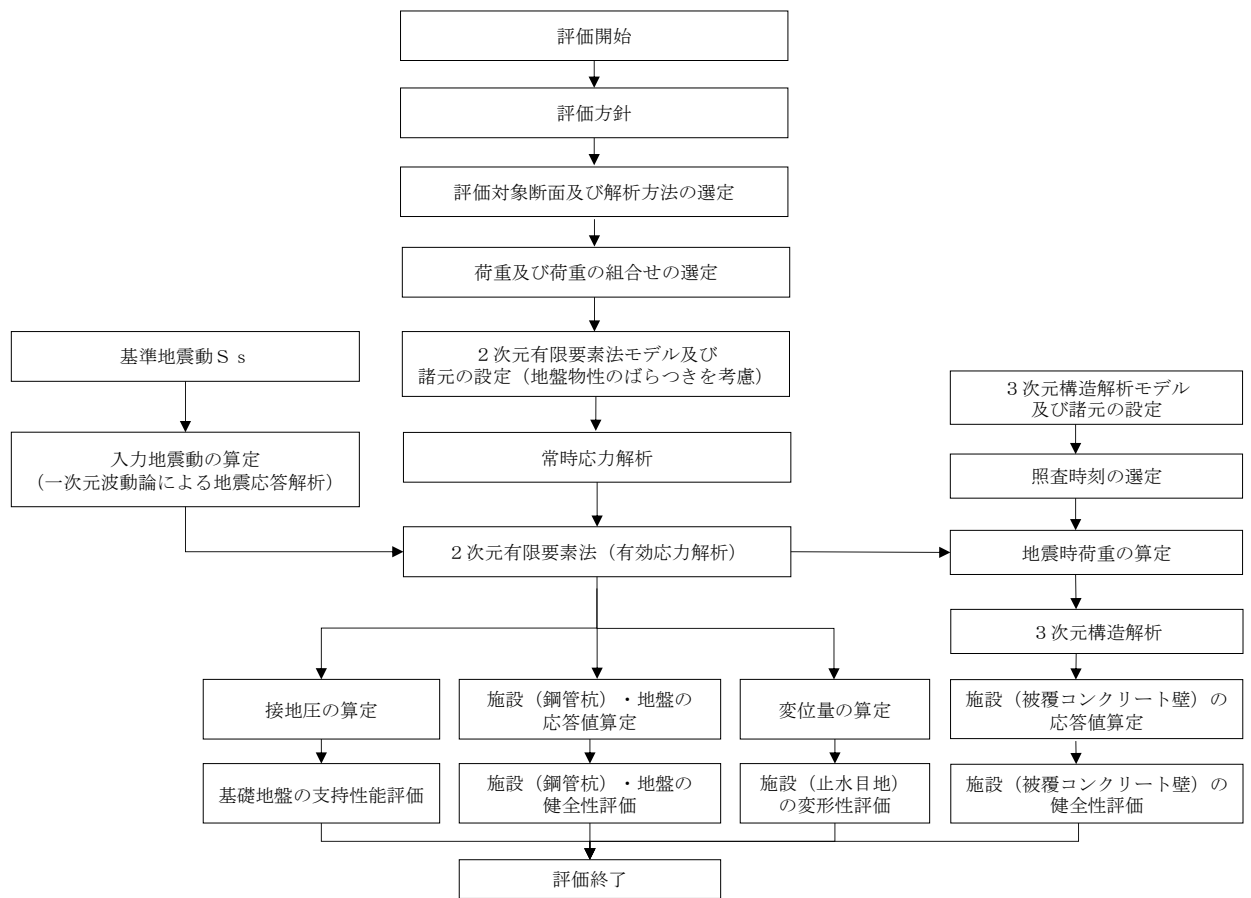 評価開始
評価方針
評価対象断面及び解析方法の選定
荷重及び荷重の組合せの選定
基準地震動Ｓｓ
２次元有限要素法モデル及び
諸元の設定（地盤物性のばらつきを考慮）
３次元構造解析モデル
及び諸元の設定
入力地震動の算定
（一次元波動論による地震応答解析）
常時応力解析
照査時刻の選定
２次元有限要素法（有効応力解析）
地震時荷重の算定
３次元構造解析
接地圧の算定
施設（鋼管杭）・地盤の
応答値算定
変位量の算定
施設（被覆コンクリート壁）の
応答値算定
基礎地盤の支持性能評価
施設（鋼管杭）・地盤の
健全性評価
施設（止水目地）
の変形性評価
施設（被覆コンクリート壁）の
健全性評価
評価終了